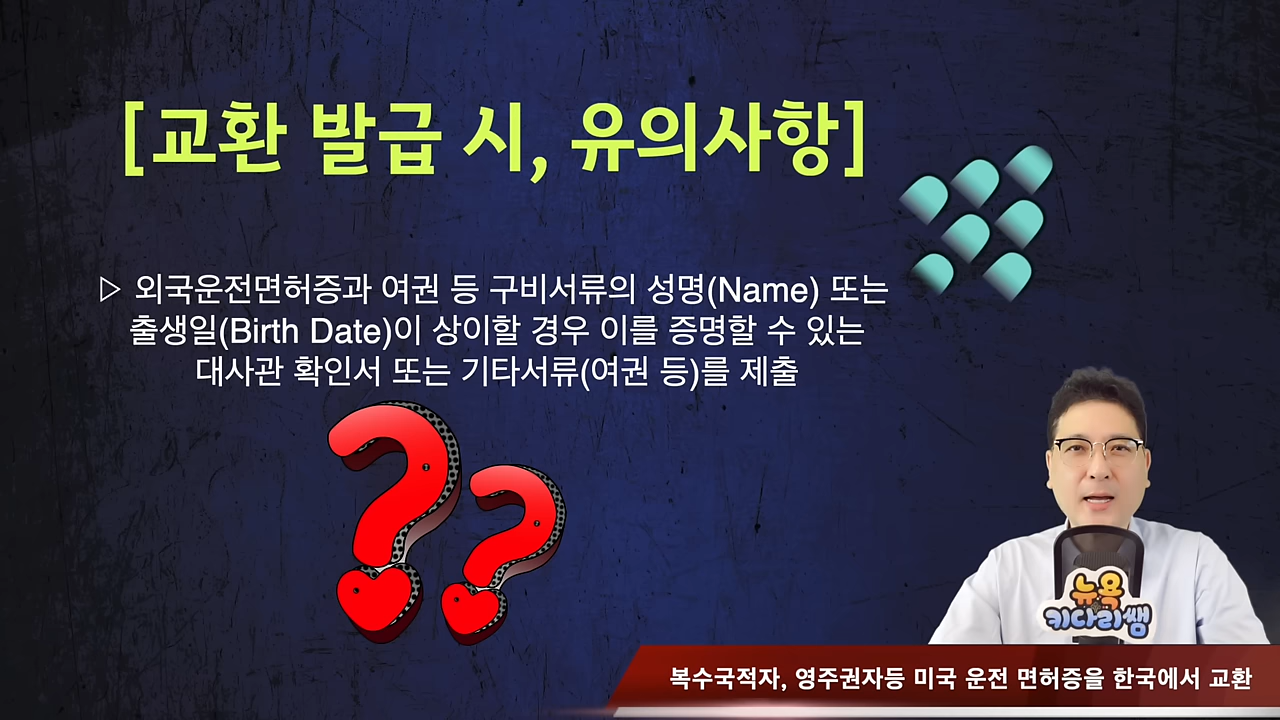 [교환 발급 시, 유의사항]
▷ 외국운전면허증과 여권 등 구비서류의 성명(Name) 또는
출생일(Birth Date)이 상이할 경우 이를 증명할 수 있는
대사관 확인서 또는 기타서류(여권 등)를 제출
??
뉴욕
키다리쌤
복수국적자, 영주권자등 미국 운전 면허증을 한국에서 교환